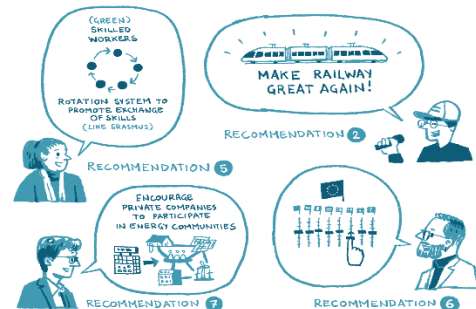 (GREEN)
SKILLED
WORKERS
ROTATION SYSTEM TO
PROMOTE EXCHANGE
OF SKILLS
(LIKE ERASMUS)
RECOMMENDATION 5
MAKE RAILWAY
GREAT AGAIN!
RECOMMENDATION 2
ENCOURAGE
PRIVATE COMPANIES
TO PARTICIPATE
IN ENERGY COMMUNITIES
RECOMMENDATION 7
RECOMMENDATION 6